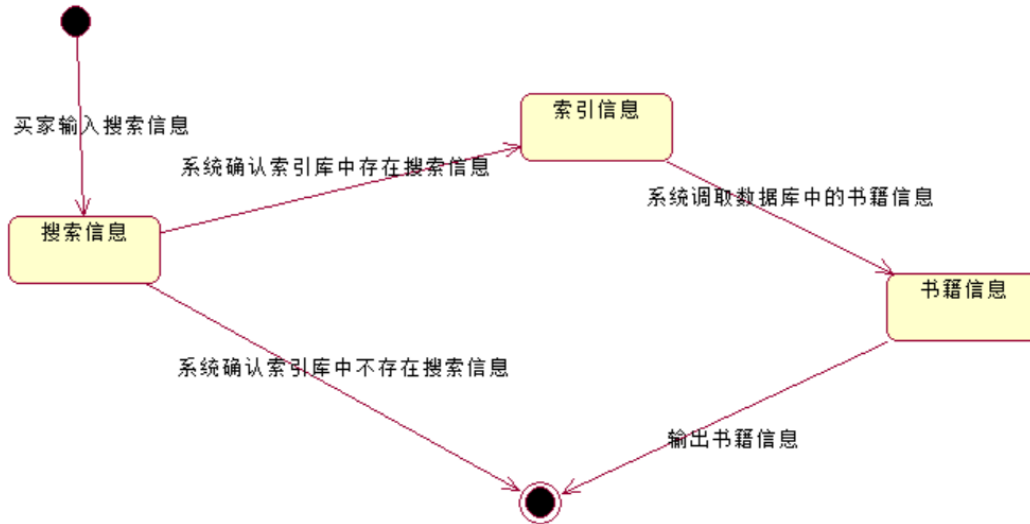 索引信息
买家输入搜索信息
系统确认索引库中存在搜索信息
系统调取数据库中的书籍信息
搜索信息
书籍信息
系统确认索引库中不存在搜索信息
输出书籍信息